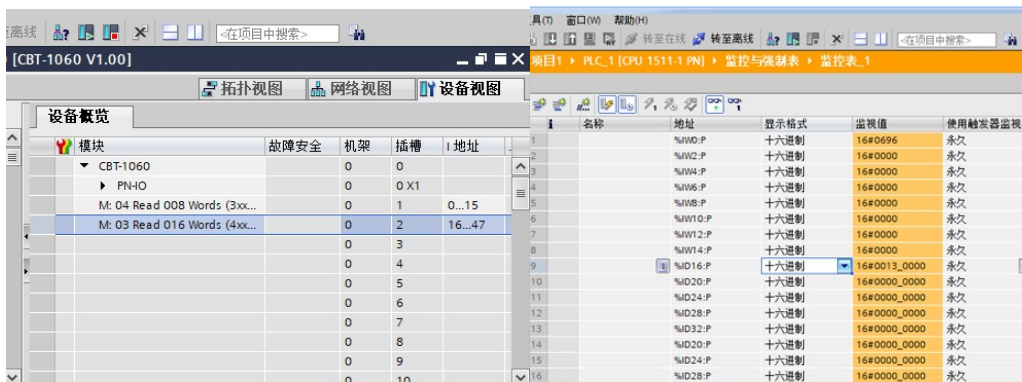 至离线 <在项目中搜索>
[CBT-1060 V1.00]
拓扑视图 网络视图 设备视图
设备概览
模块 故障安全 机架 插槽 I 地址
CBT-1060 0 0
PN-IO 0 0 X1
M: 04 Read 008 Words (3xx... 0 1 0...15
M: 03 Read 016 Words (4xx... 0 2 16...47
0 3
0 4
0 5
0 6
0 7
0 8
0 9
0 10
具(T) 窗口(W) 帮助(H)
转至在线 转至离线 <在项目中搜索>
项目1 PLC_1 [CPU 1511-1 PN] 监控与强制表 监控表_1
i 名称 地址 显示格式 监视值 使用触发器监视
1 %IW0:P 十六进制 16#0696 永久
2 %IW2:P 十六进制 16#0000 永久
3 %IW4:P 十六进制 16#0000 永久
4 %IW6:P 十六进制 16#0000 永久
5 %IW8:P 十六进制 16#0000 永久
6 %IW10:P 十六进制 16#0000 永久
7 %IW12:P 十六进制 16#0000 永久
8 %IW14:P 十六进制 16#0000 永久
9 %ID16:P 十六进制 16#0013_0000 永久
10 %ID20:P 十六进制 16#0000_0000 永久
11 %ID24:P 十六进制 16#0000_0000 永久
12 %ID28:P 十六进制 16#0000_0000 永久
13 %ID32:P 十六进制 16#0000_0000 永久
14 %ID20:P 十六进制 16#0000_0000 永久
15 %ID24:P 十六进制 16#0000_0000 永久
16 %ID28:P 十六进制 16#0000_0000 永久